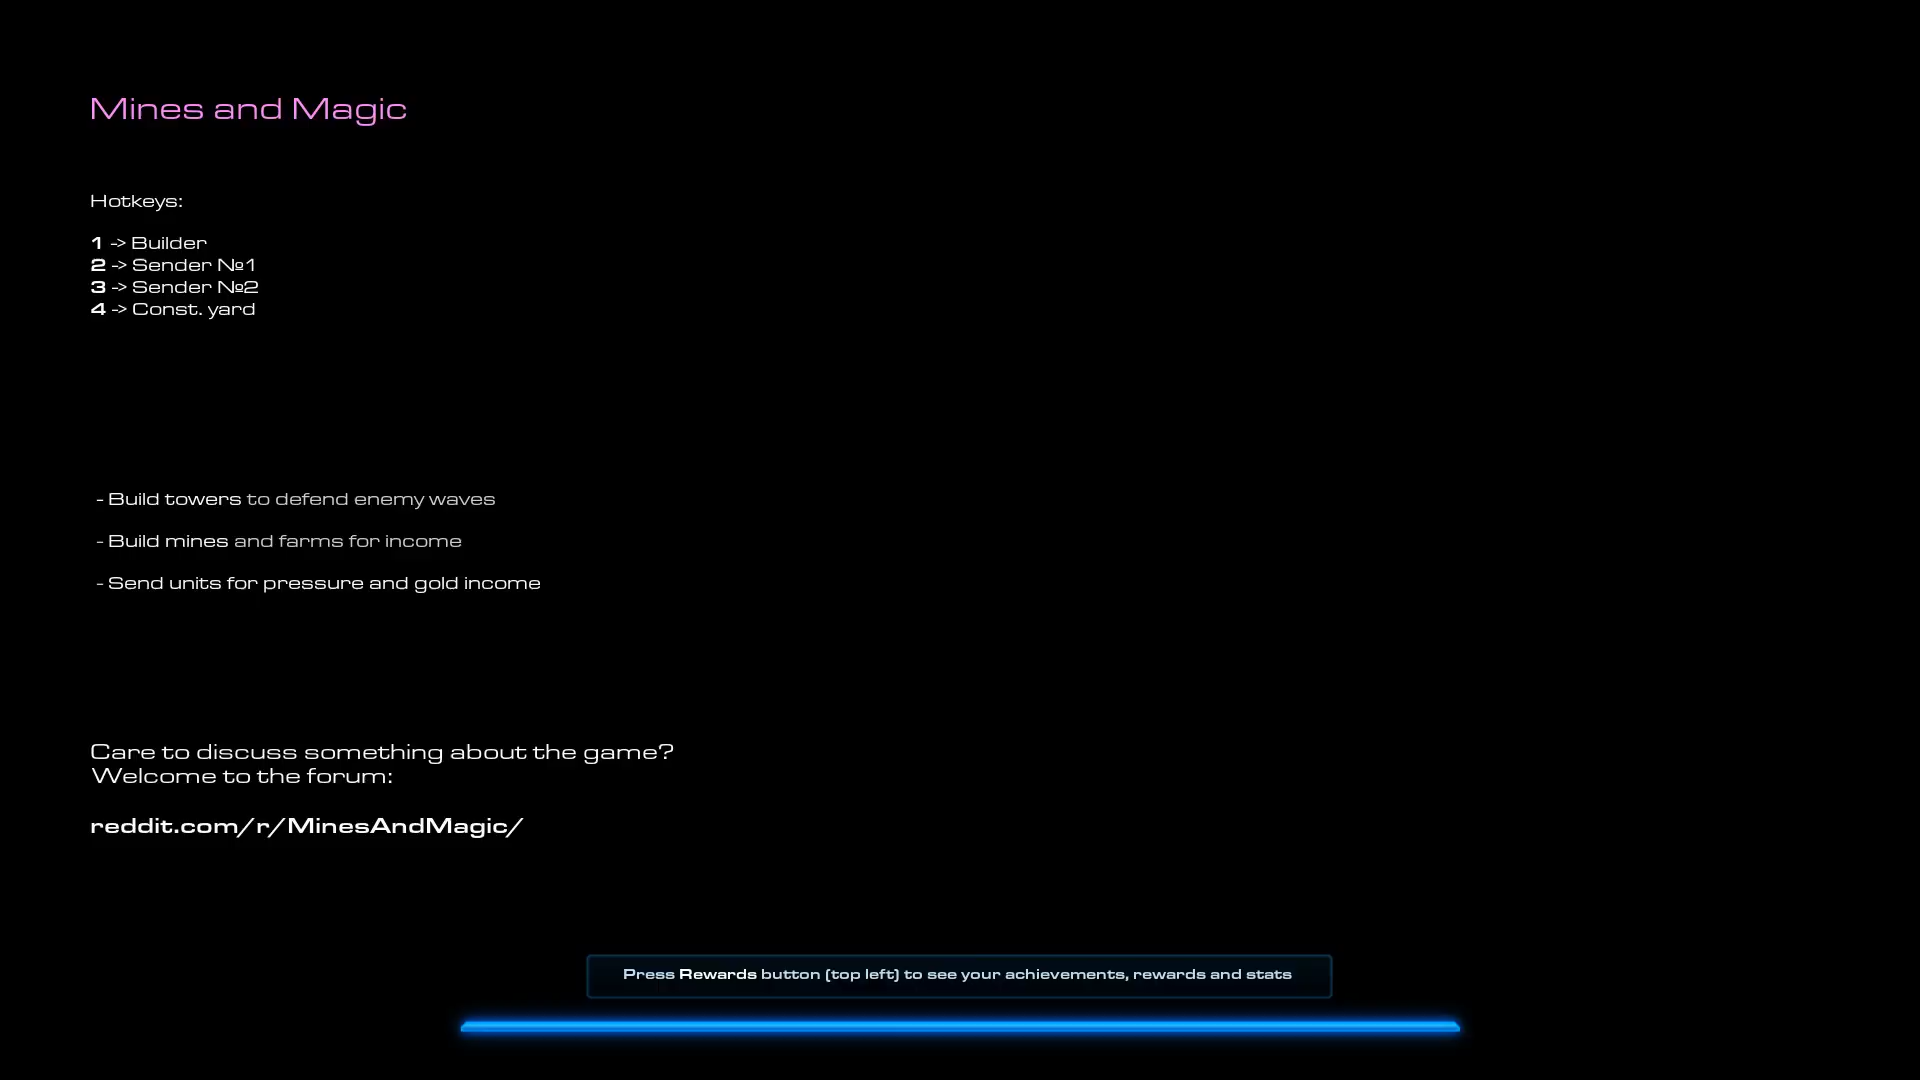 Mines and Magic
Hotkeys:
1 -> Builder
2 -> Sender №1
3 -> Sender №2
4 -> Const. yard
- Build towers to defend enemy waves
- Build mines and farms for income
- Send units for pressure and gold income
Care to discuss something about the game?
Welcome to the forum:
reddit.com/r/MinesAndMagic/
Press Rewards button (top left) to see your achievements, rewards and stats